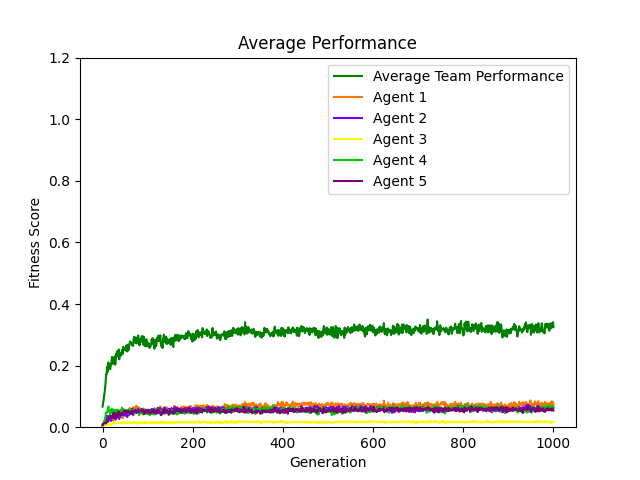 Average Performance
Fitness Score
1.2
1.0
0.8
0.6
0.4
0.2
0.0
Average Team Performance
Agent 1
Agent 2
Agent 3
Agent 4
Agent 5
0 200 400 600 800 1000
Generation